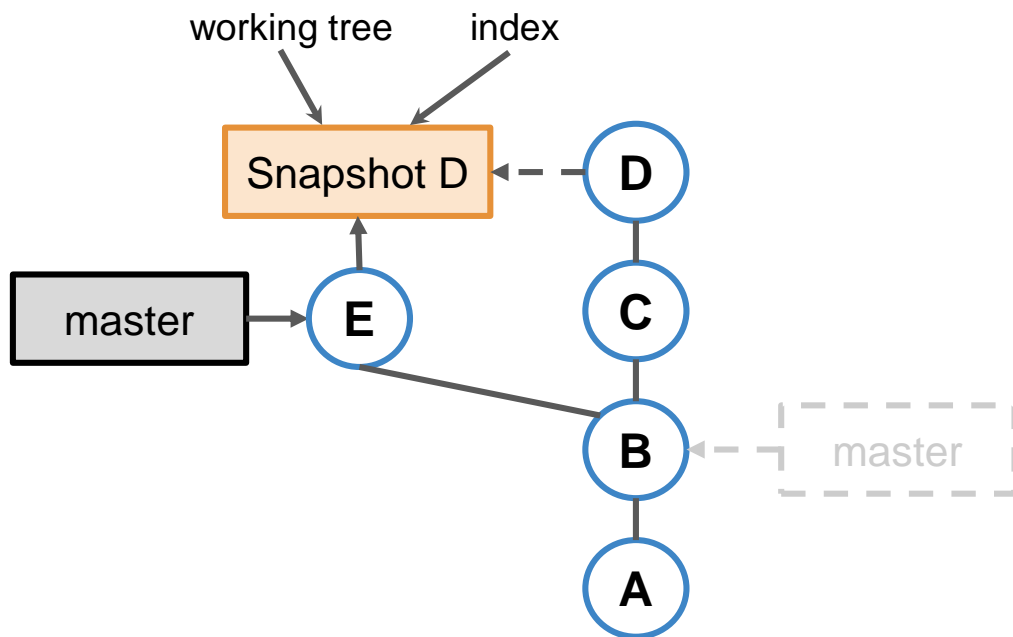 working tree
index
Snapshot D
D
master
E
C
B
master
A